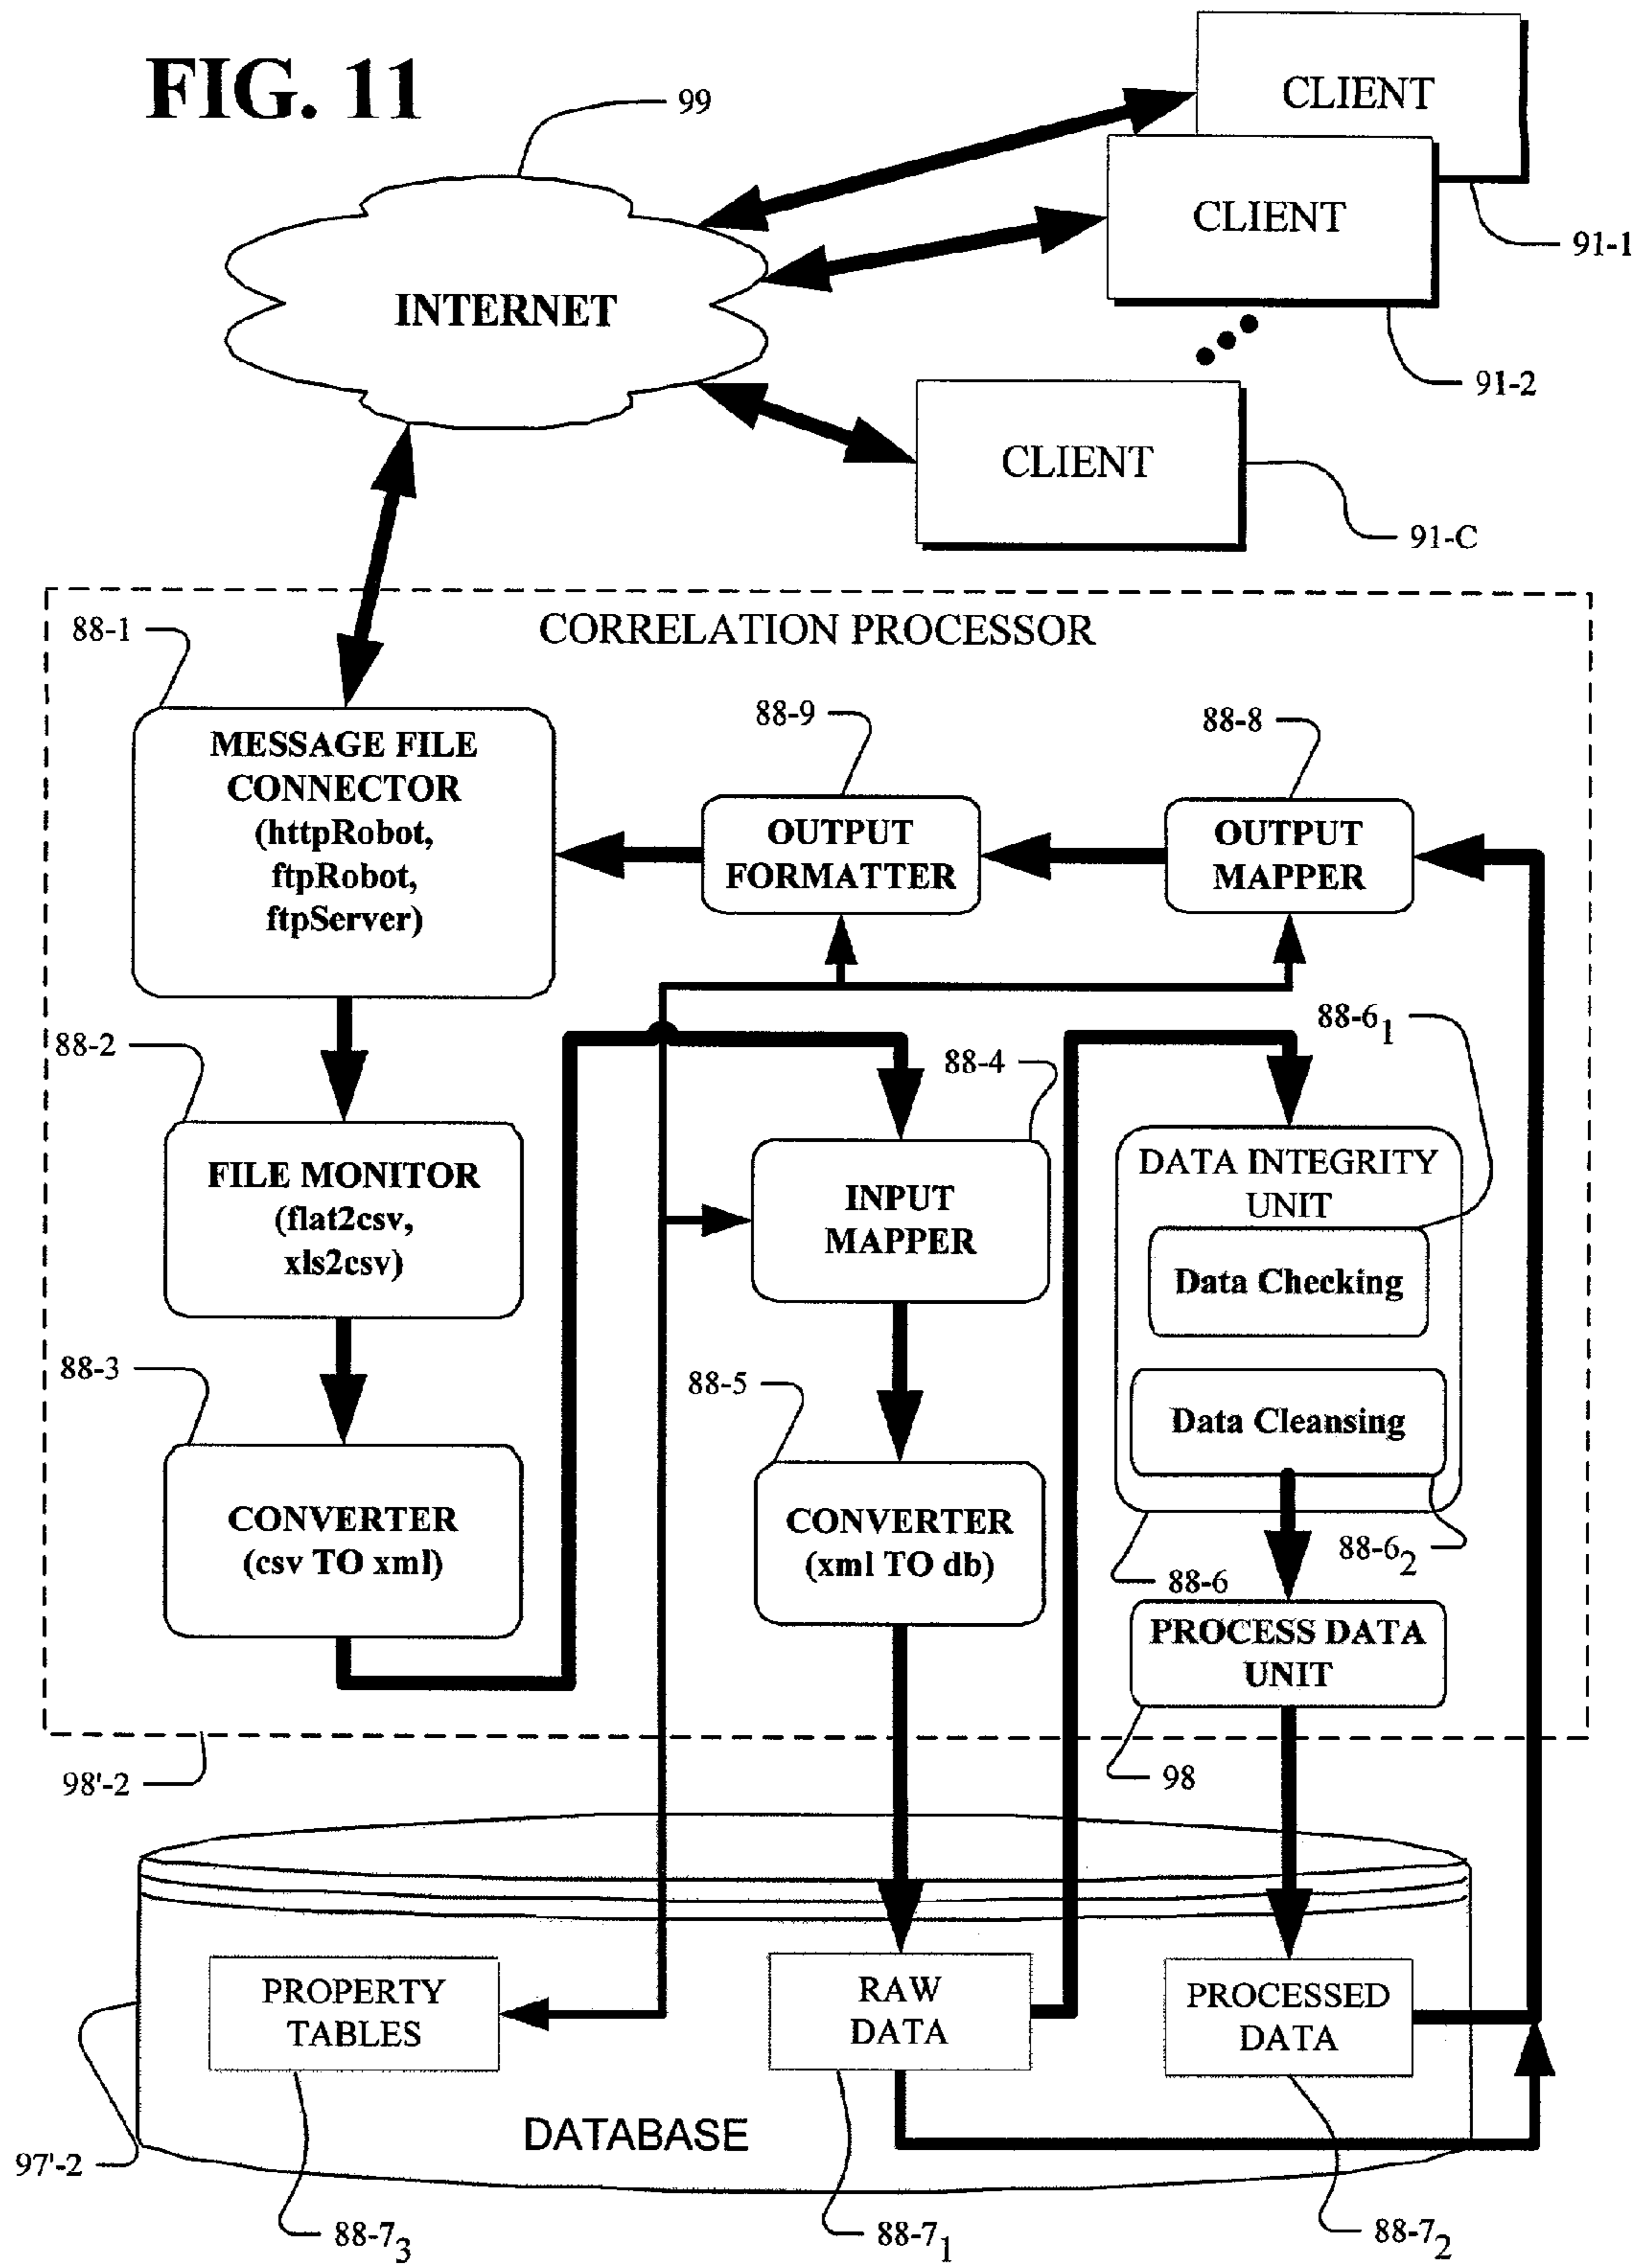 FIG. 11
99
CLIENT
CLIENT
91-1
INTERNET
91-2
CLIENT
91-C
CORRELATION PROCESSOR
88-1
MESSAGE FILE
CONNECTOR
(httpRobot,
ftpRobot,
ftpServer)
88-9
OUTPUT
FORMATTER
88-8
OUTPUT
MAPPER
88-2
FILE MONITOR
(flat2csv,
xls2csv)
88-4
INPUT
MAPPER
88-6₁
DATA INTEGRITY
UNIT
Data Checking
Data Cleansing
88-6₂
88-6
88-3
CONVERTER
(csv TO xml)
88-5
CONVERTER
(xml TO db)
PROCESS DATA
UNIT
98
98'-2
PROPERTY
TABLES
RAW
DATA
PROCESSED
DATA
DATABASE
97'-2
88-7₃
88-7₁
88-7₂